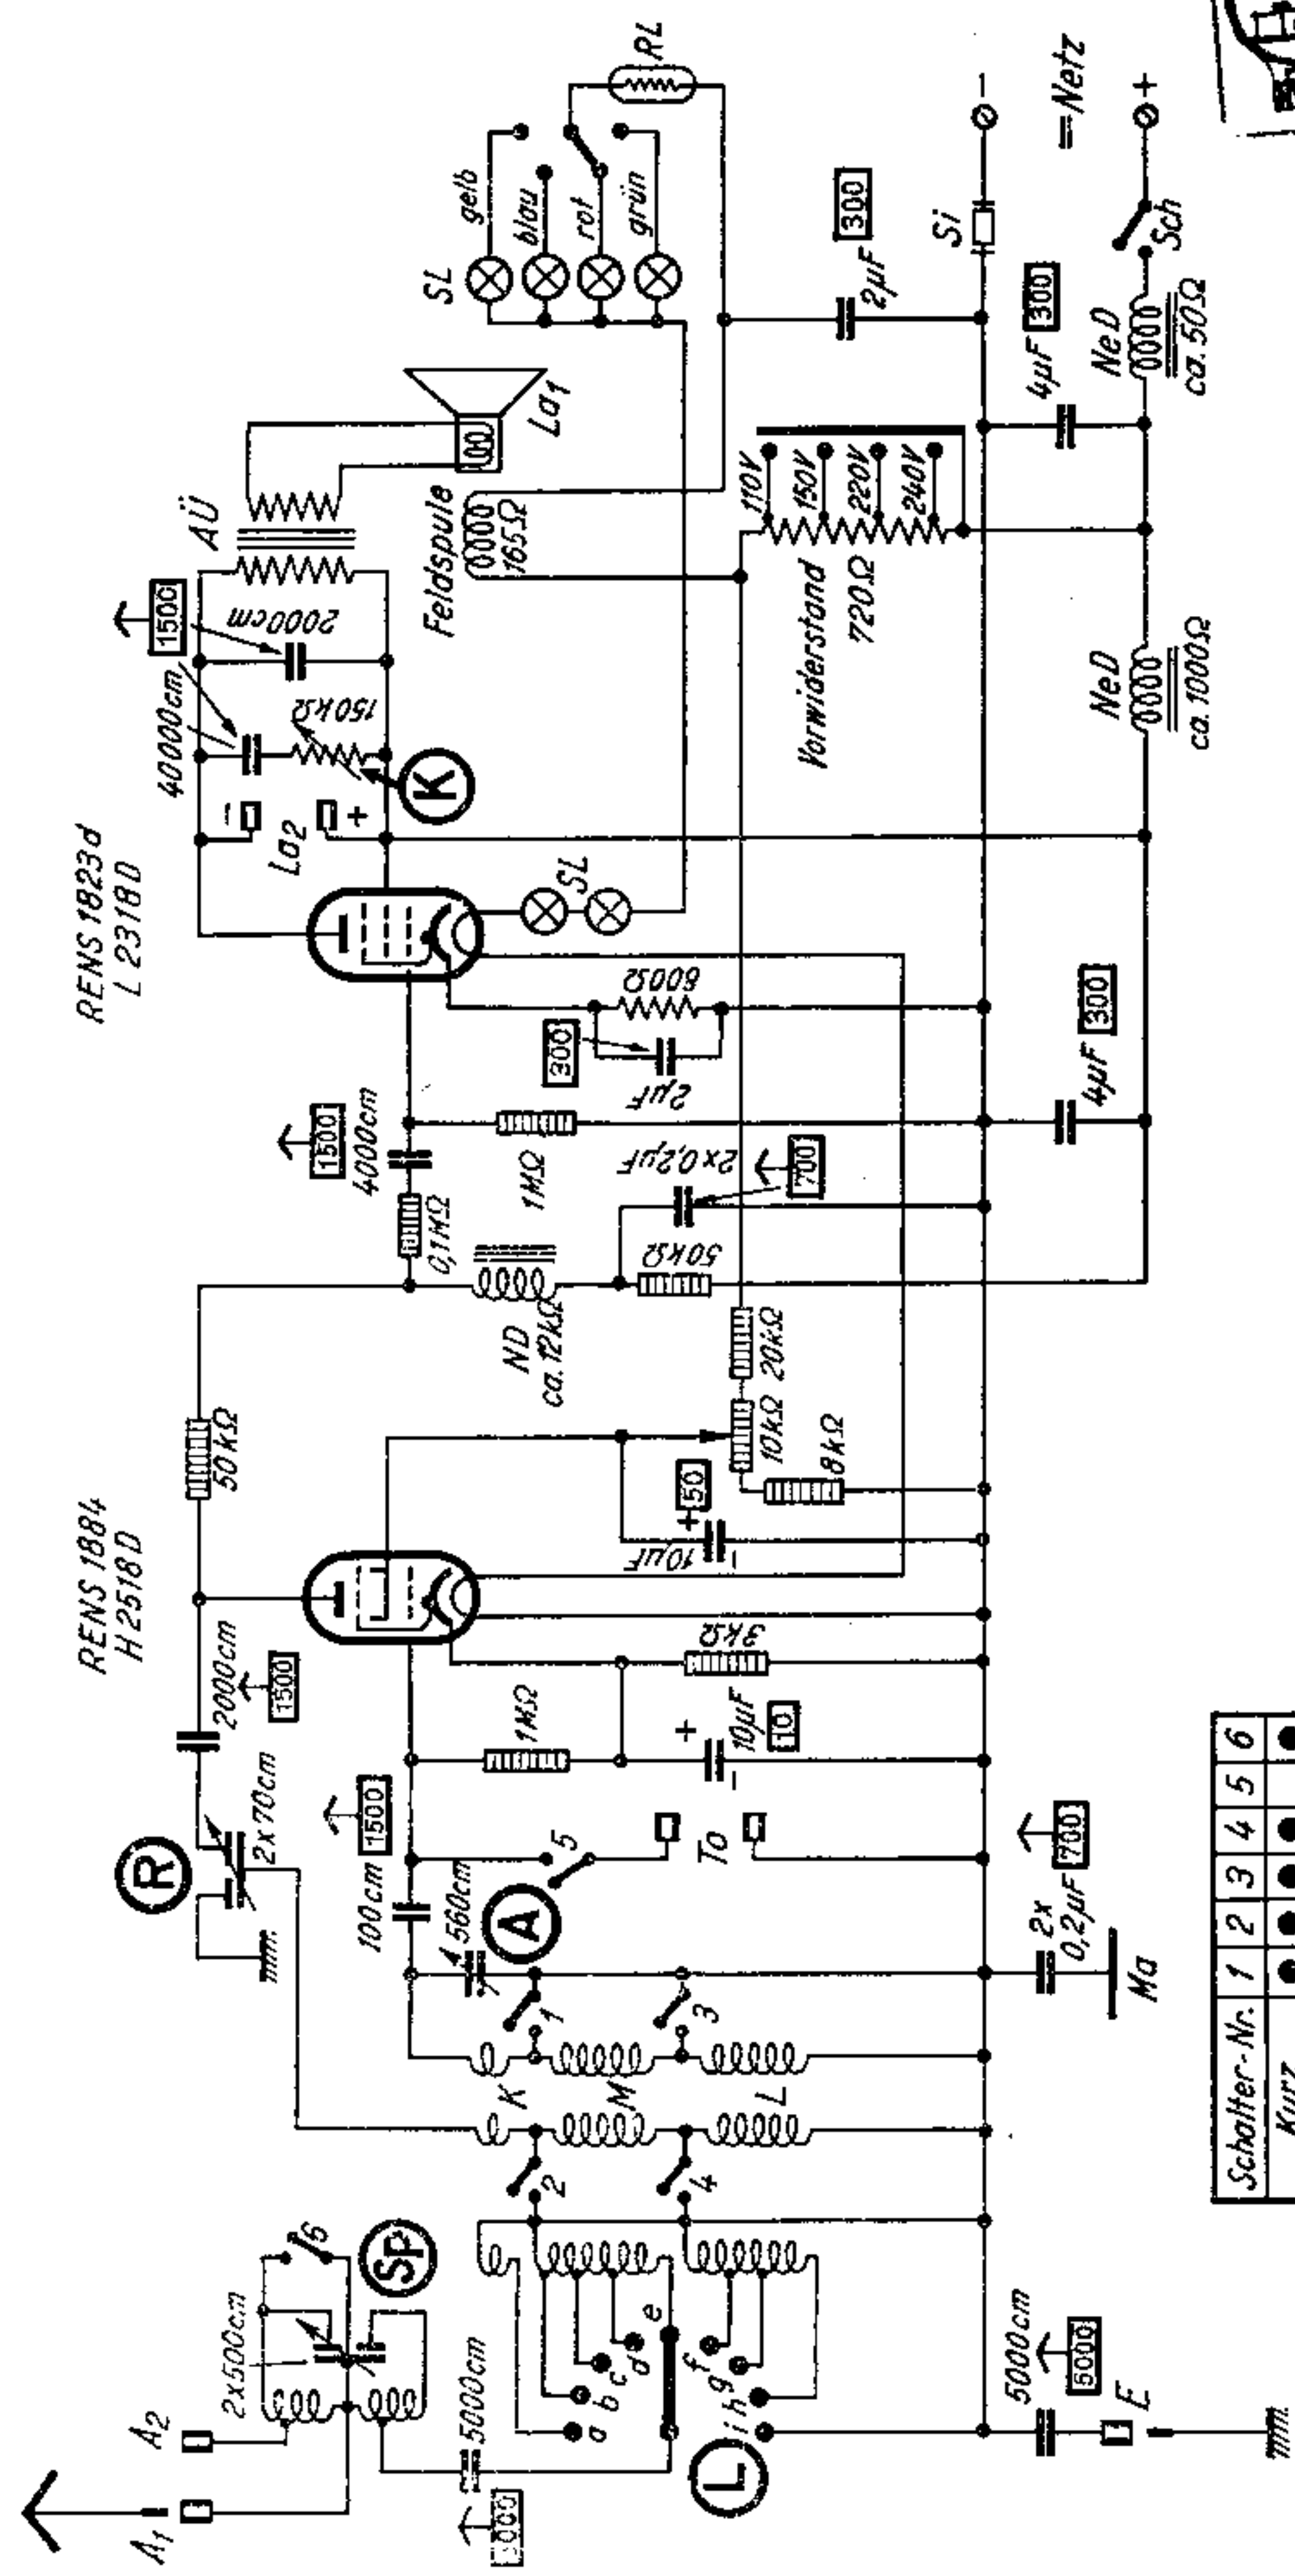 A₁
A₂
2x500cm
6
Sp
5000cm
5000
a
b
c
d
e
f
g
h
i
L
5000cm
5000
E
2
4
K
M
L
1
3
R
2x70cm
2000cm
1500
RENS 1884
H 2518 D
50kΩ
100cm
1500
560cm
A
5
To
2x
0,2µF
700
Ma
1MΩ
+
10µF
10
-
3kΩ
+
50
10µF
-
8kΩ
10kΩ
20kΩ
ND
ca. 12kΩ
50kΩ
2x0,2µF
700
0,1MΩ
4000cm
1500
1MΩ
2µF
300
600Ω
RENS 1823d
L 2318 D
SL
La₂
-
+
40000cm
150kΩ
K
2000cm
1500
AÜ
La₁
Feldspule
165Ω
Vorwiderstand
720Ω
110V
150V
220V
240V
SL
gelb
blau
rot
grün
RL
2µF
300
4µF
300
4µF
300
NeD
ca. 1000Ω
NeD
ca. 50Ω
Si
Sch
-
=Netz
+
Schalter-Nr. 1 2 3 4 5 6
Kurz